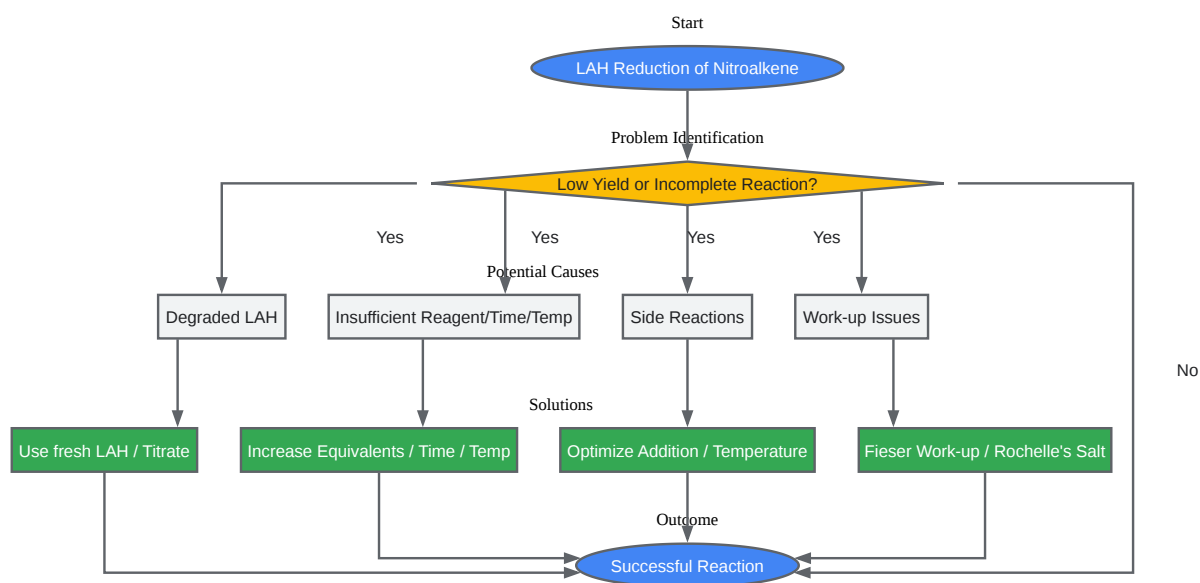 Start
LAH Reduction of Nitroalkene
Problem Identification
Low Yield or Incomplete Reaction?
Yes
Yes
Yes
Yes
Potential Causes
Degraded LAH
Insufficient Reagent/Time/Temp
Side Reactions
Work-up Issues
No
Solutions
Use fresh LAH / Titrate
Increase Equivalents / Time / Temp
Optimize Addition / Temperature
Fieser Work-up / Rochelle's Salt
Outcome
Successful Reaction